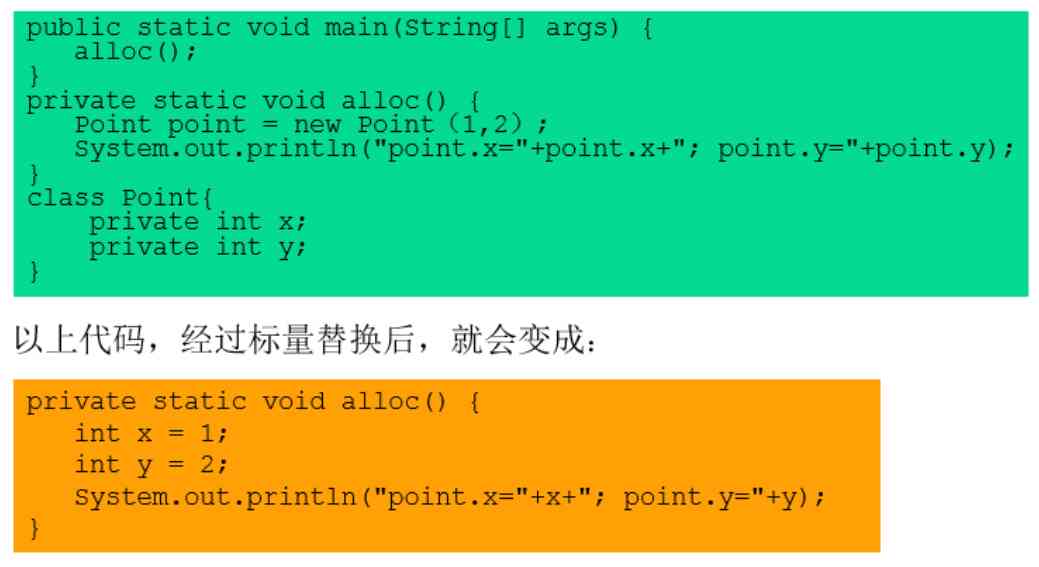 public static void main(String[] args) {
   alloc();
}
private static void alloc() {
   Point point = new Point（1,2）;
   System.out.println("point.x="+point.x+"; point.y="+point.y);
}
class Point{
    private int x;
    private int y;
}
以上代码，经过标量替换后，就会变成：
private static void alloc() {
   int x = 1;
   int y = 2;
   System.out.println("point.x="+x+"; point.y="+y);
}